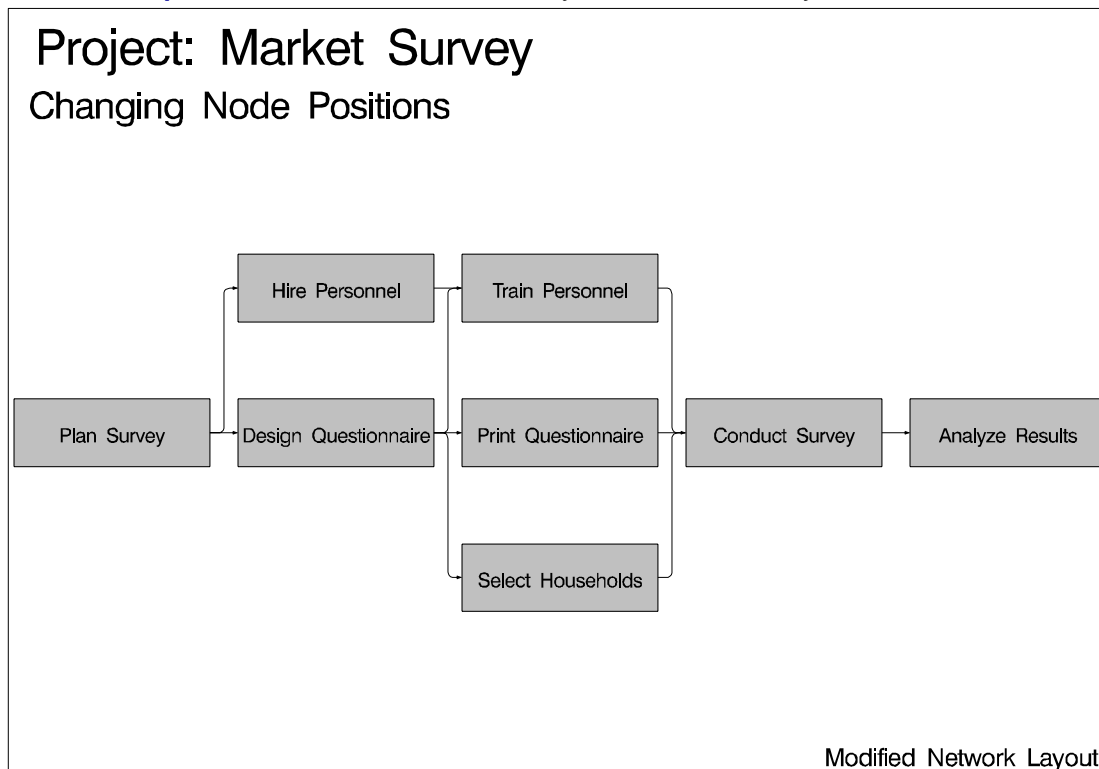 Project: Market Survey
Changing Node Positions
Hire Personnel
Train Personnel
Plan Survey
Design Questionnaire
Print Questionnaire
Conduct Survey
Analyze Results
Select Households
Modified Network Layout